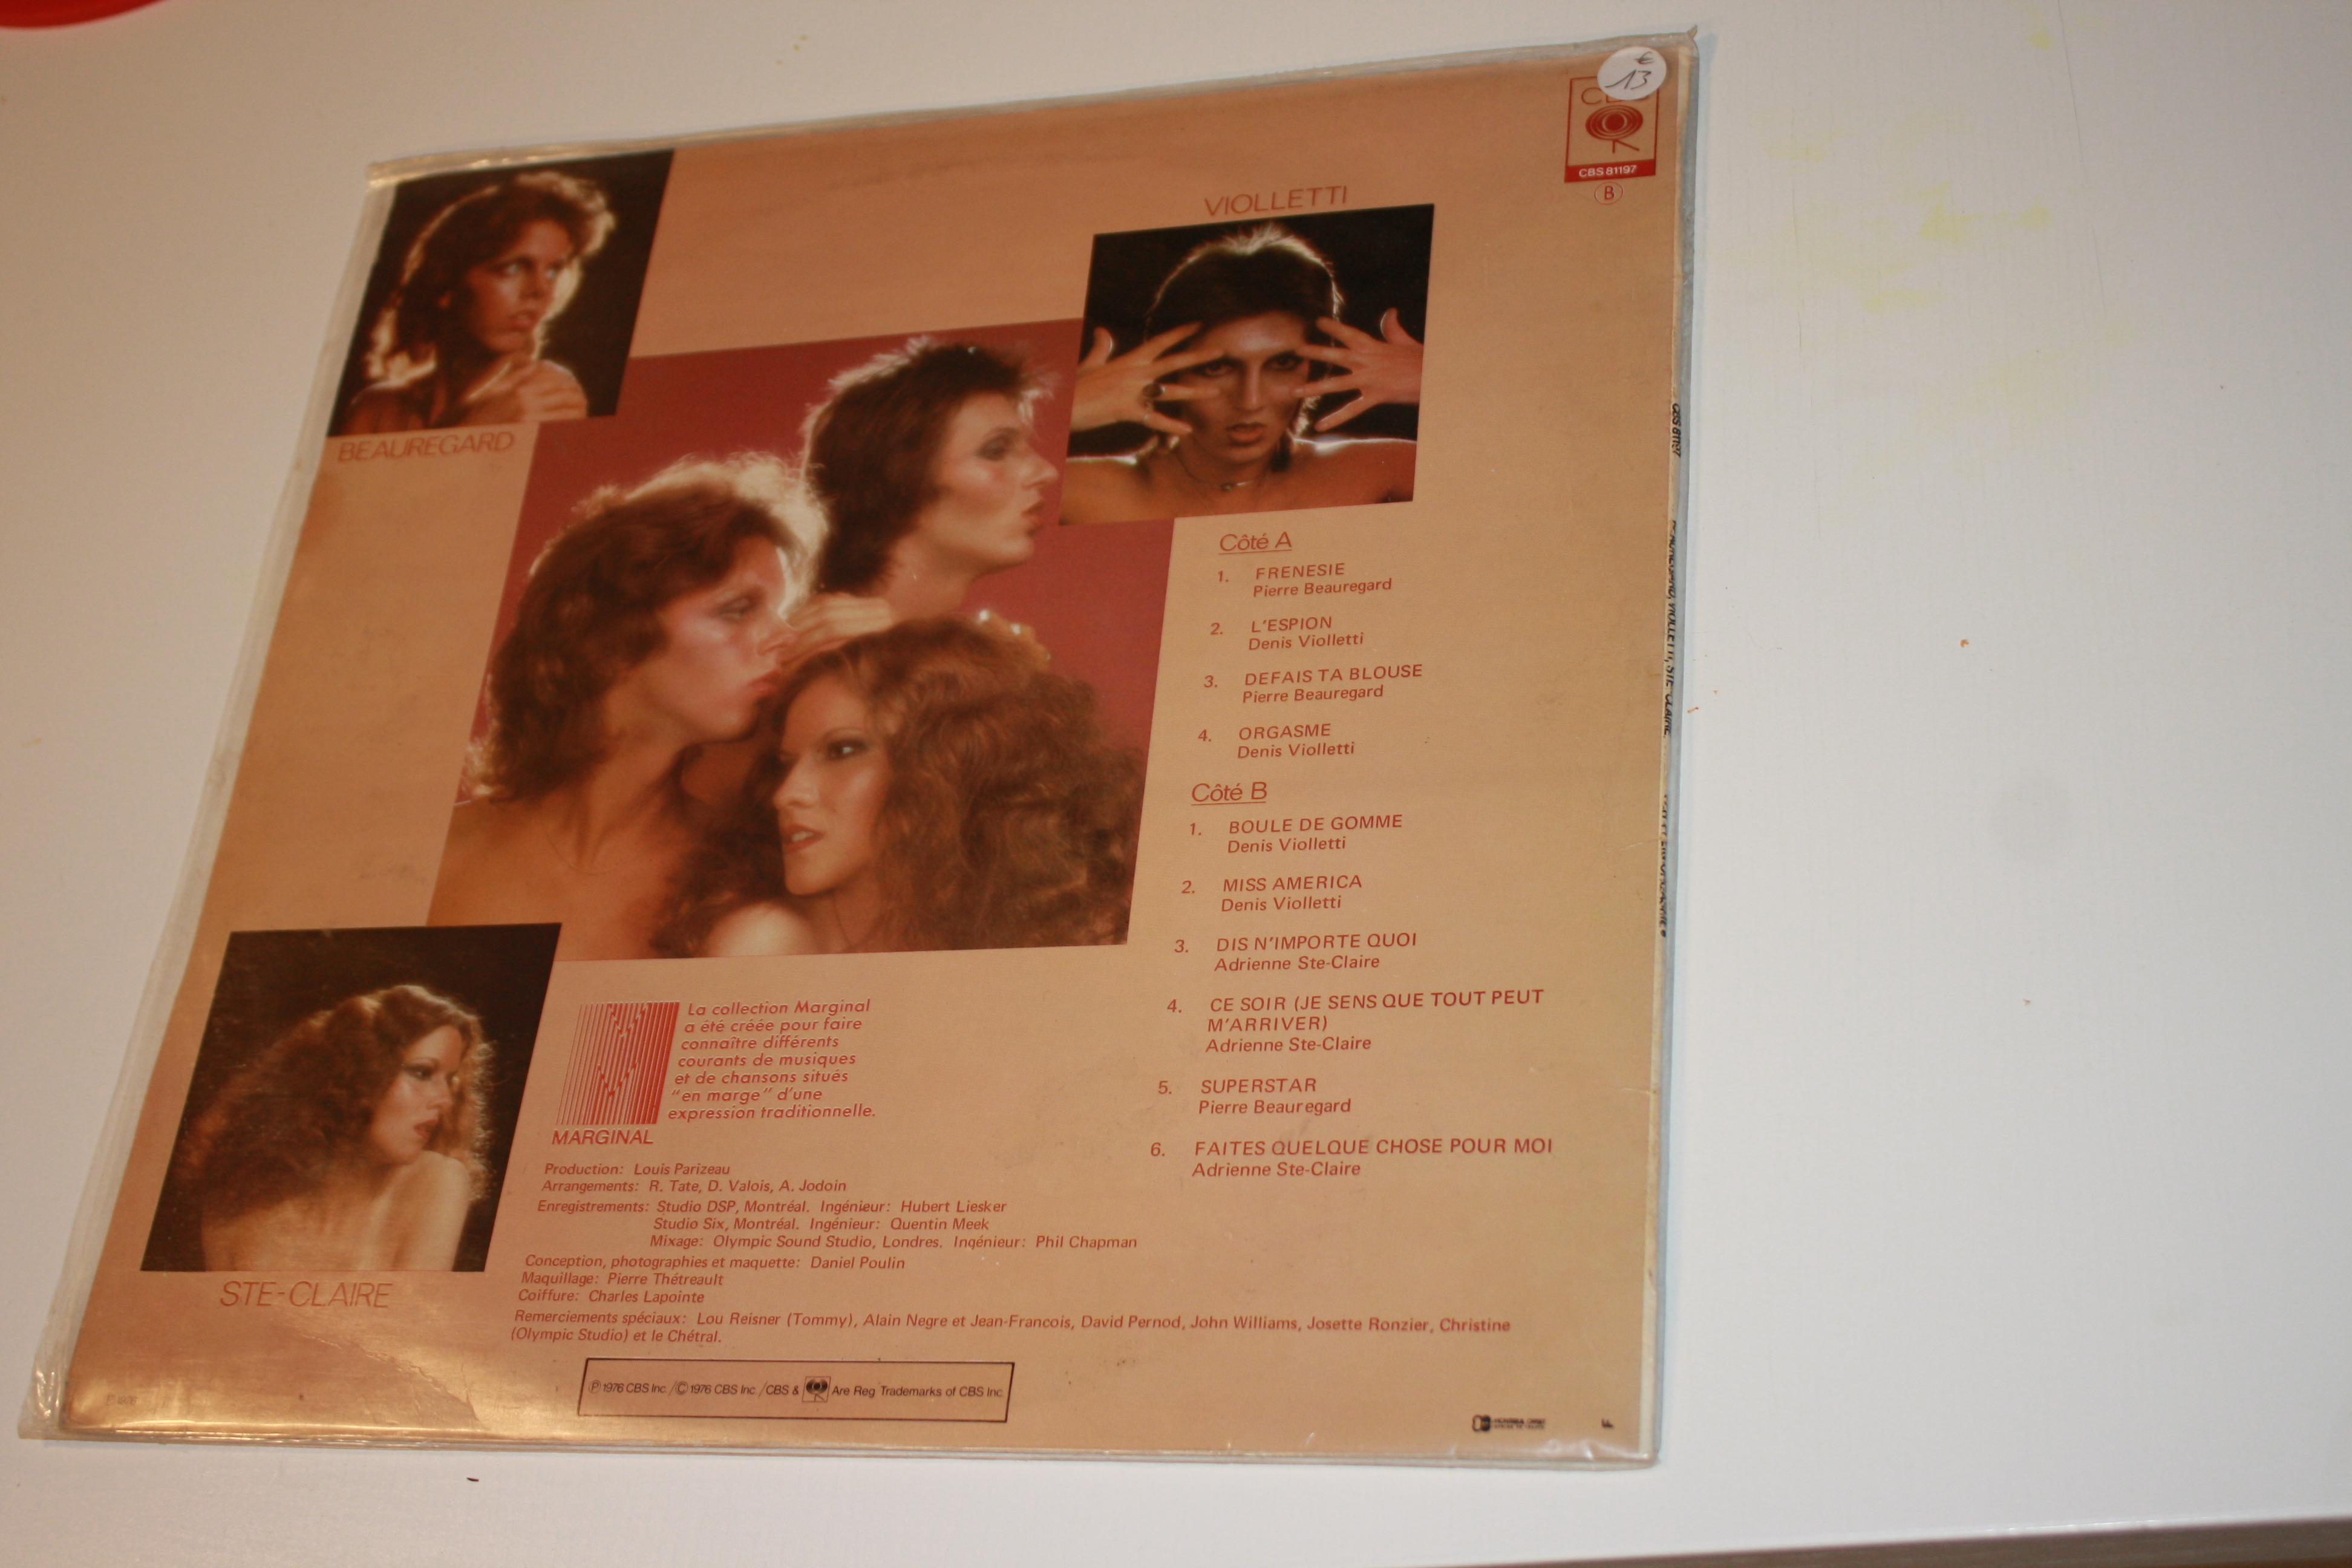 €
13
CBS
CBS 81197
B
VIOLLETTI
BEAUREGARD
Côté A
1. FRENESIE
Pierre Beauregard
2. L'ESPION
Denis Violletti
3. DEFAIS TA BLOUSE
Pierre Beauregard
4. ORGASME
Denis Violletti
Côté B
1. BOULE DE GOMME
Denis Violletti
2. MISS AMERICA
Denis Violletti
3. DIS N'IMPORTE QUOI
Adrienne Ste-Claire
4. CE SOIR (JE SENS QUE TOUT PEUT
M'ARRIVER)
Adrienne Ste-Claire
5. SUPERSTAR
Pierre Beauregard
6. FAITES QUELQUE CHOSE POUR MOI
Adrienne Ste-Claire
STE-CLAIRE
La collection Marginal
a été créée pour faire
connaître différents
courants de musiques
et de chansons situés
"en marge" d'une
expression traditionnelle.
MARGINAL
Production: Louis Parizeau
Arrangements: R. Tate, D. Valois, A. Jodoin
Enregistrements: Studio DSP, Montréal. Ingénieur: Hubert Liesker
Studio Six, Montréal. Ingénieur: Quentin Meek
Mixage: Olympic Sound Studio, Londres. Ingénieur: Phil Chapman
Conception, photographies et maquette: Daniel Poulin
Maquillage: Pierre Thétreault
Coiffure: Charles Lapointe
Remerciements spéciaux: Lou Reisner (Tommy), Alain Negre et Jean-Francois, David Pernod, John Williams, Josette Ronzier, Christine
(Olympic Studio) et le Chétral.
℗ 1976 CBS Inc./© 1976 CBS Inc./CBS & Are Reg Trademarks of CBS Inc.
CBS 81197
BEAUREGARD, VIOLLETTI, STE-CLAIRE